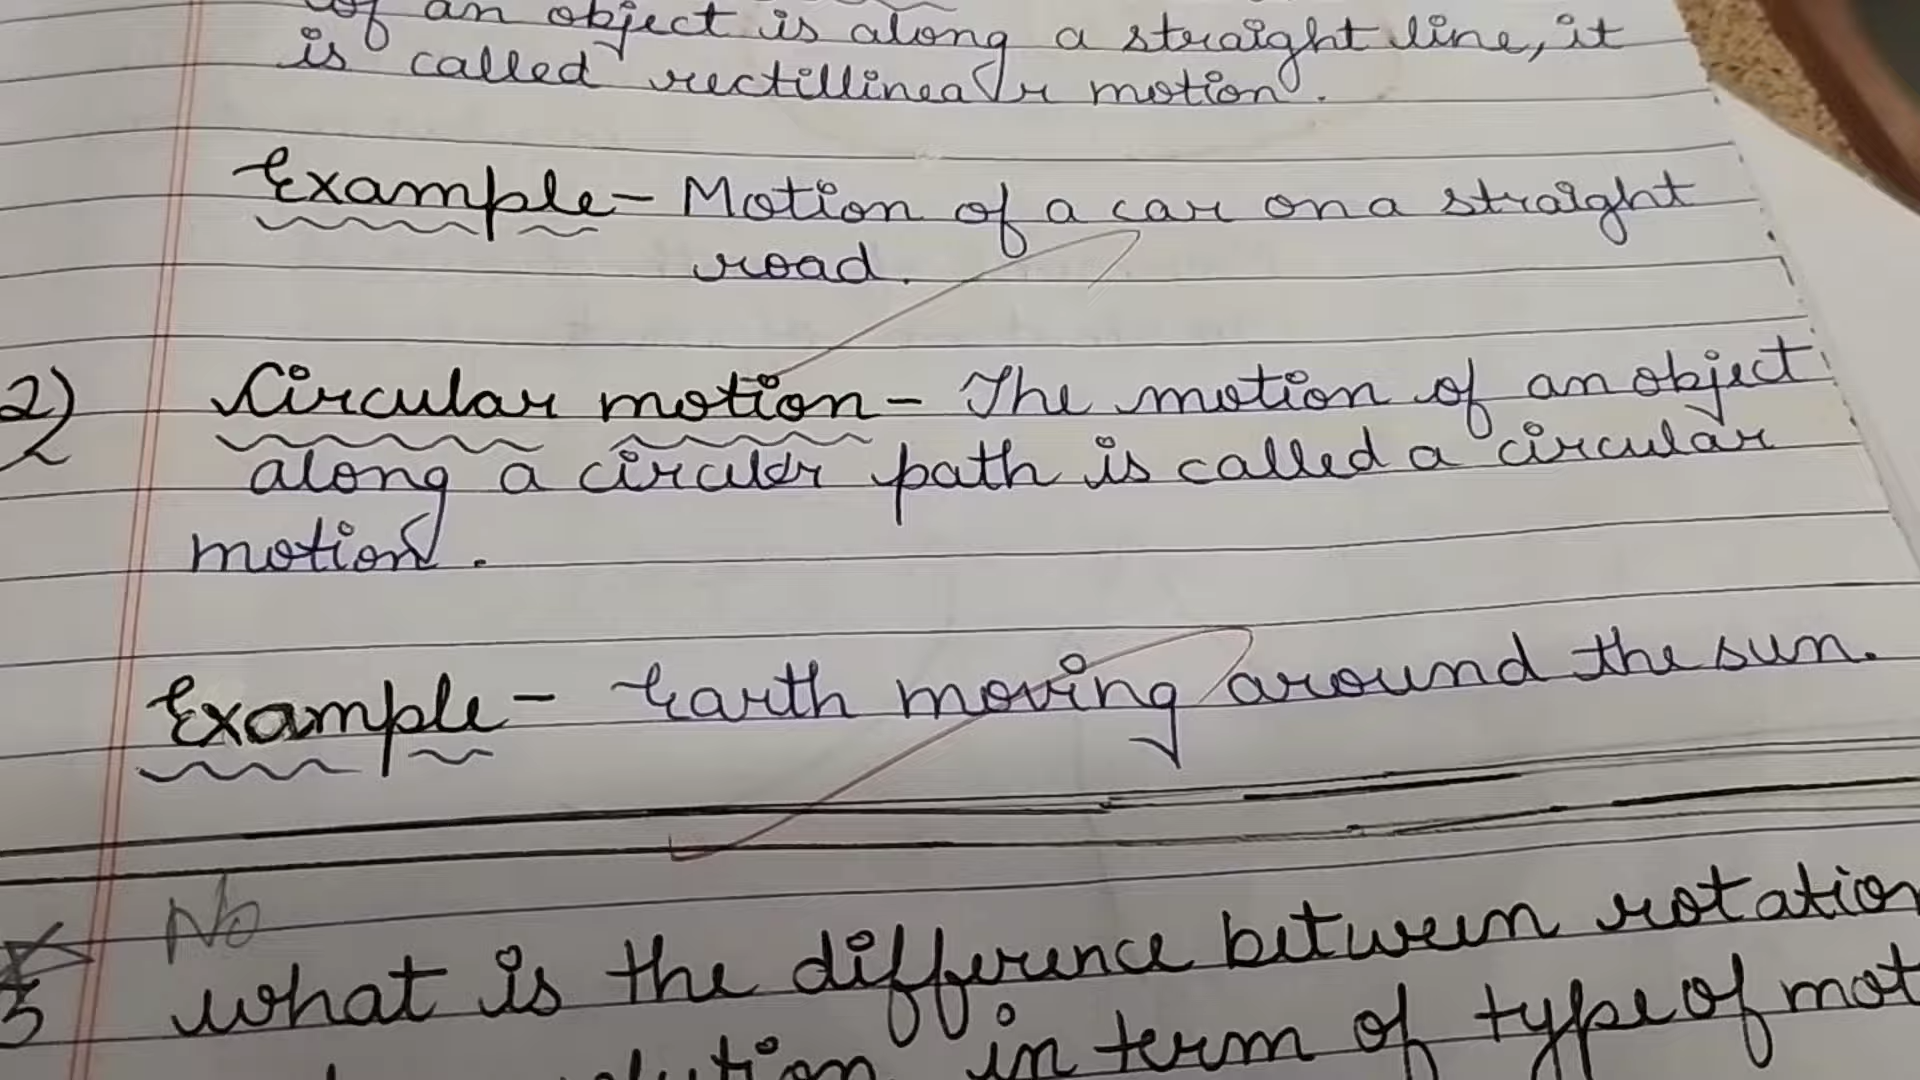 of an object is along a straight line, it
is called rectillinear motion.
Example- Motion of a car on a straight
road.
2) Circular motion - The motion of an object
along a circular path is called a circular
motion.
Example - Earth moving around the sun.
No
5 what is the difference between rotation
in term of type of mot